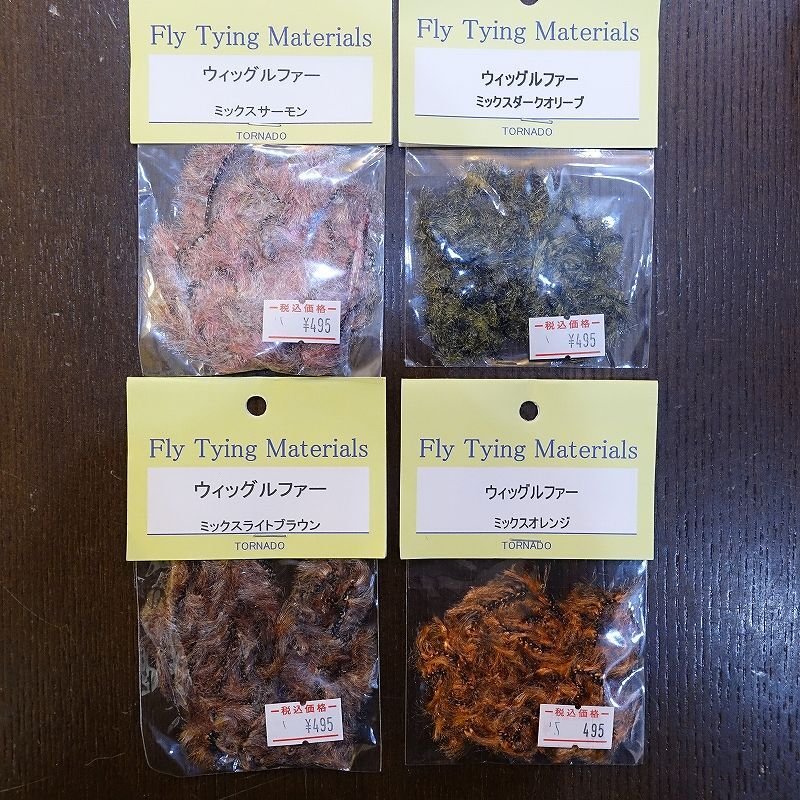 Fly Tying Materials
ウィッグルファー
ミックスサーモン
TORNADO
税込価格
¥495
Fly Tying Materials
ウィッグルファー
ミックスダークオリーブ
TORNADO
税込価格
¥495
Fly Tying Materials
ウィッグルファー
ミックスライトブラウン
TORNADO
税込価格
¥495
Fly Tying Materials
ウィッグルファー
ミックスオレンジ
TORNADO
税込価格
495